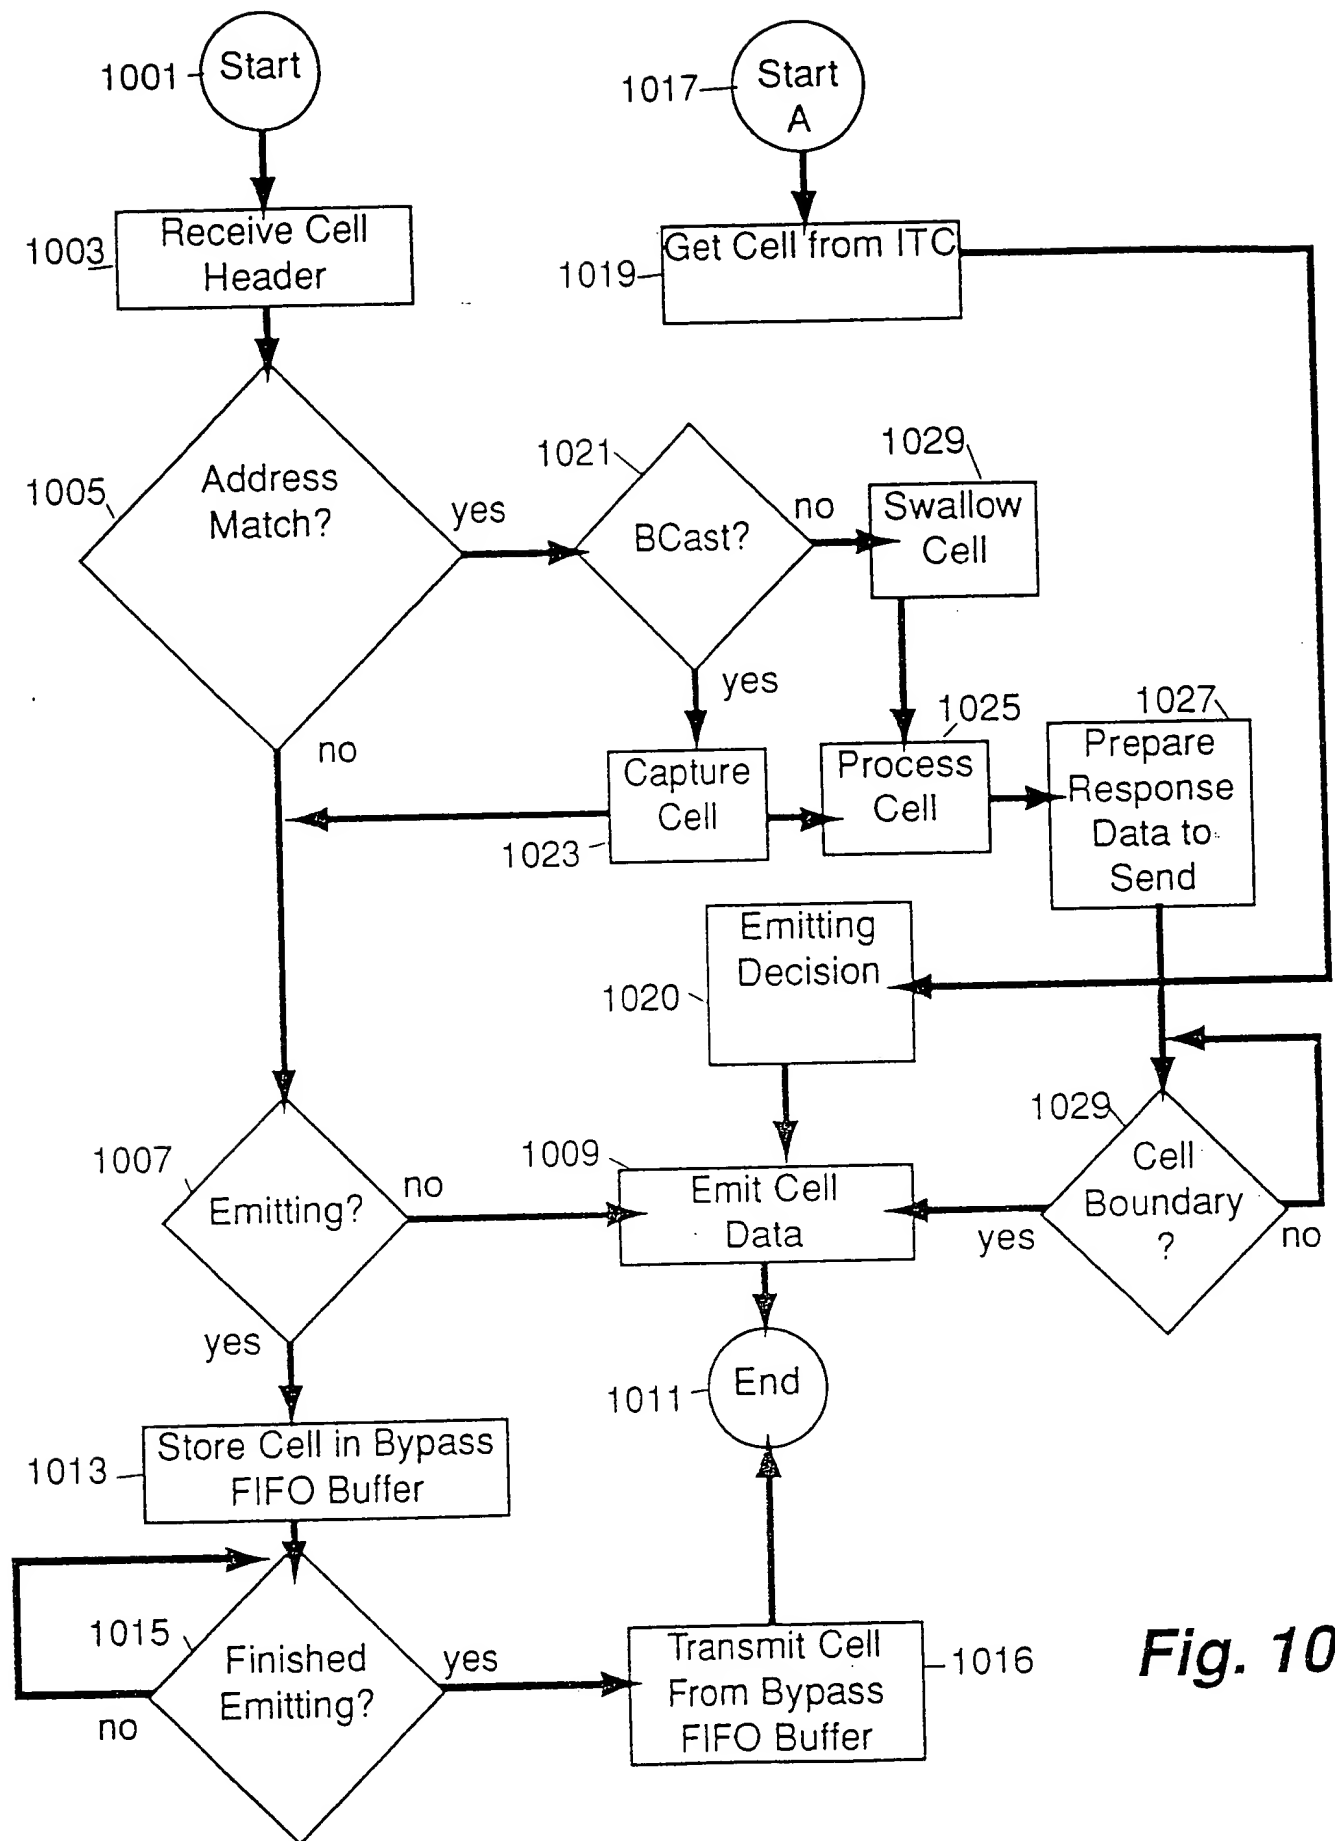 1001
Start
1017
Start
A
1003
Receive Cell
Header
1019
Get Cell from ITC
1005
Address
Match?
yes
no
1021
BCast?
no
yes
1029
Swallow
Cell
1023
Capture
Cell
1025
Process
Cell
1027
Prepare
Response
Data to
Send
1020
Emitting
Decision
1007
Emitting?
no
yes
1009
Emit Cell
Data
1029
Cell
Boundary
?
yes
no
1011
End
1013
Store Cell in Bypass
FIFO Buffer
1015
Finished
Emitting?
no
yes
1016
Transmit Cell
From Bypass
FIFO Buffer
Fig. 10